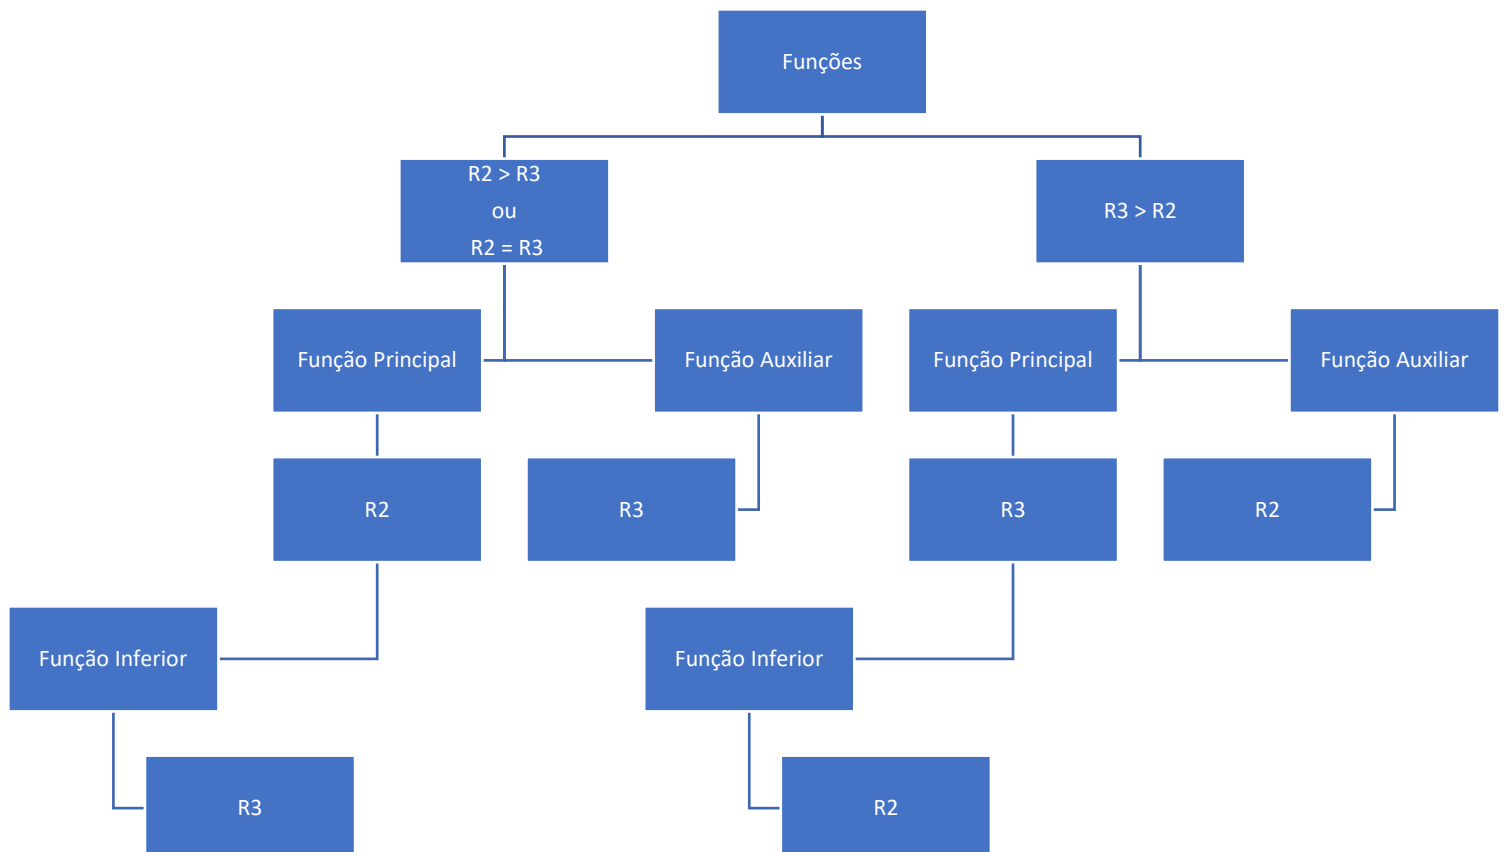 Funções
R2 > R3
ou
R2 = R3
R3 > R2
Função Principal
Função Auxiliar
Função Principal
Função Auxiliar
R2
R3
R3
R2
Função Inferior
Função Inferior
R3
R2